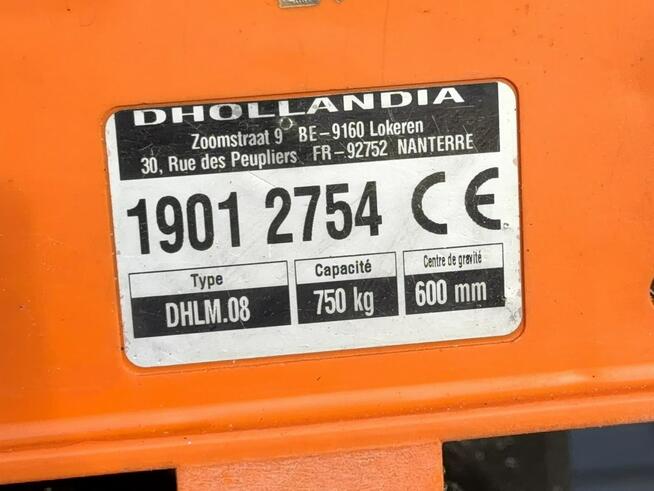 DHOLLANDIA
Zoomstraat 9 BE-9160 Lokeren
30, Rue des Peupliers FR-92752 NANTERRE
1901 2754 CE
Type Capacité Centre de gravité
DHLM.08 750 kg 600 mm